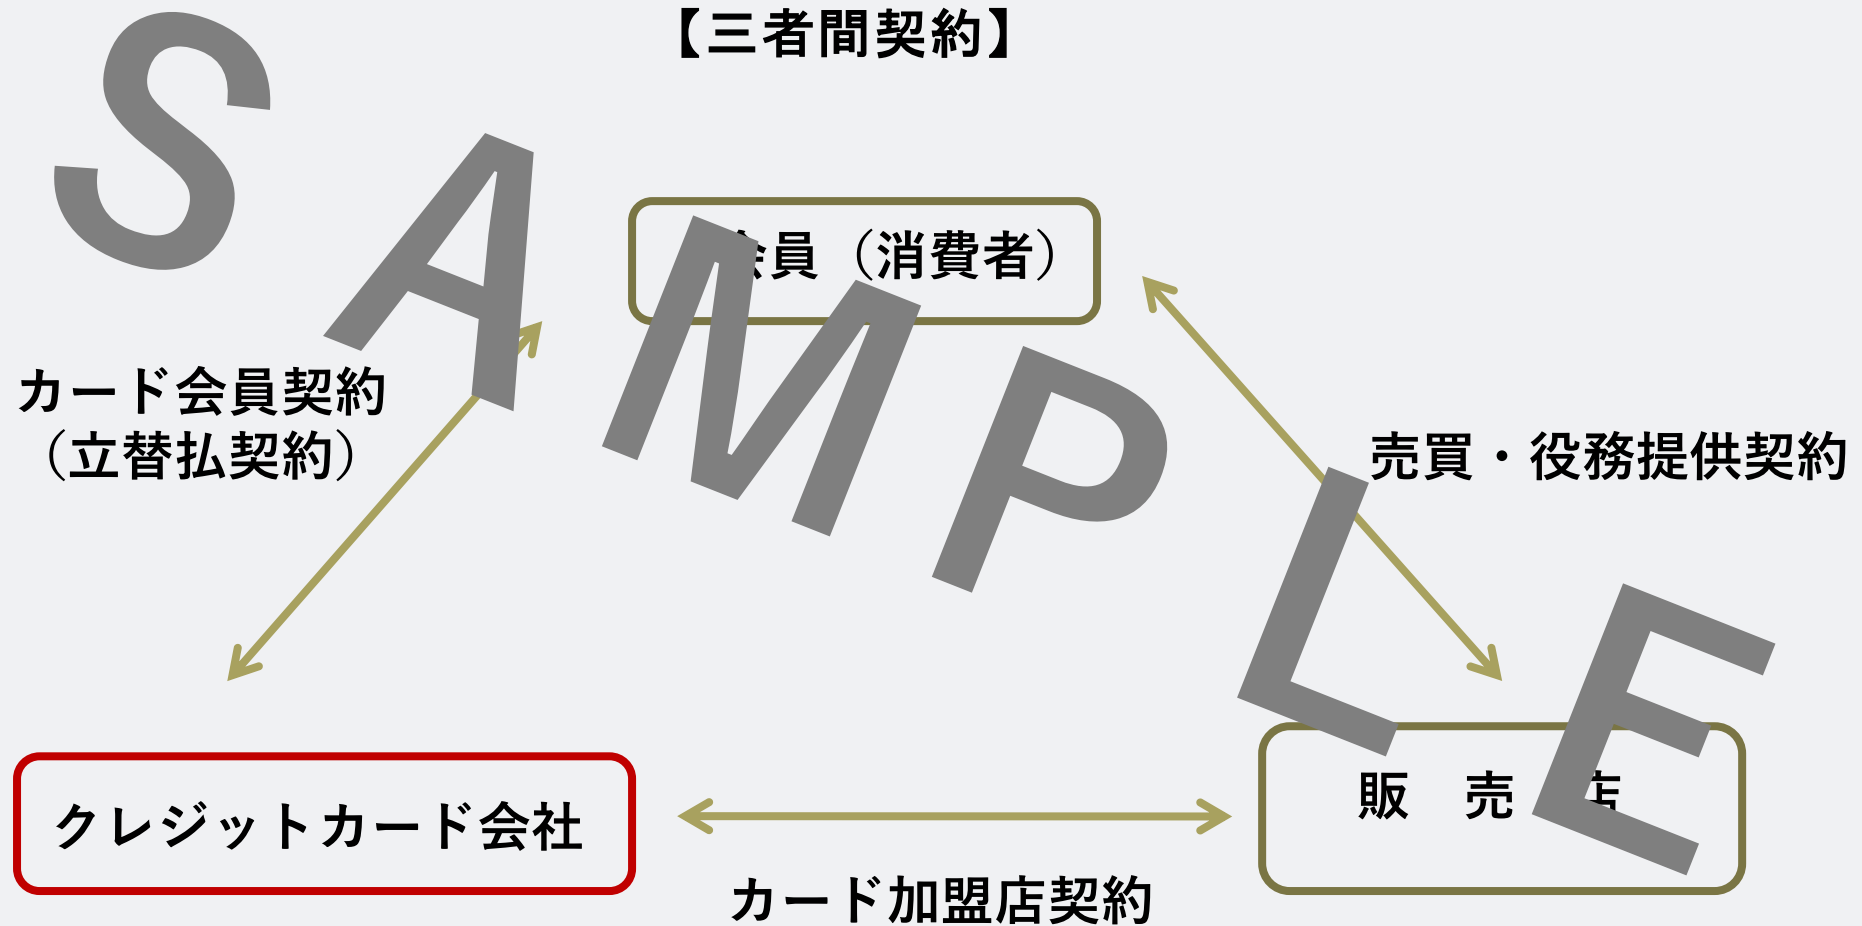 【三者間契約】
会員（消費者）
カード会員契約
（立替払契約）
売買・役務提供契約
クレジットカード会社
販　売　店
カード加盟店契約
SAMPLE